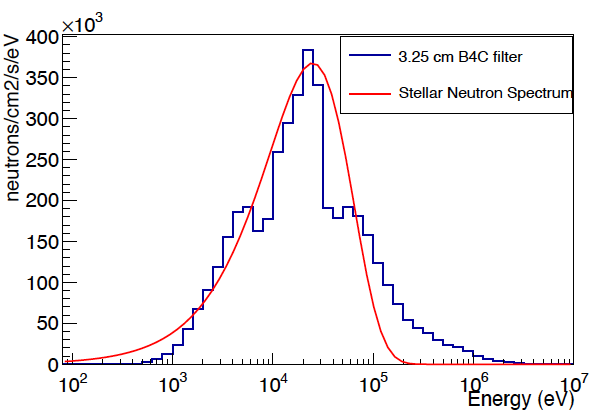 ×10³
neutrons/cm2/s/eV
400
350
300
250
200
150
100
50
0
3.25 cm B4C filter
Stellar Neutron Spectrum
10² 10³ 10⁴ 10⁵ 10⁶ 10⁷
Energy (eV)